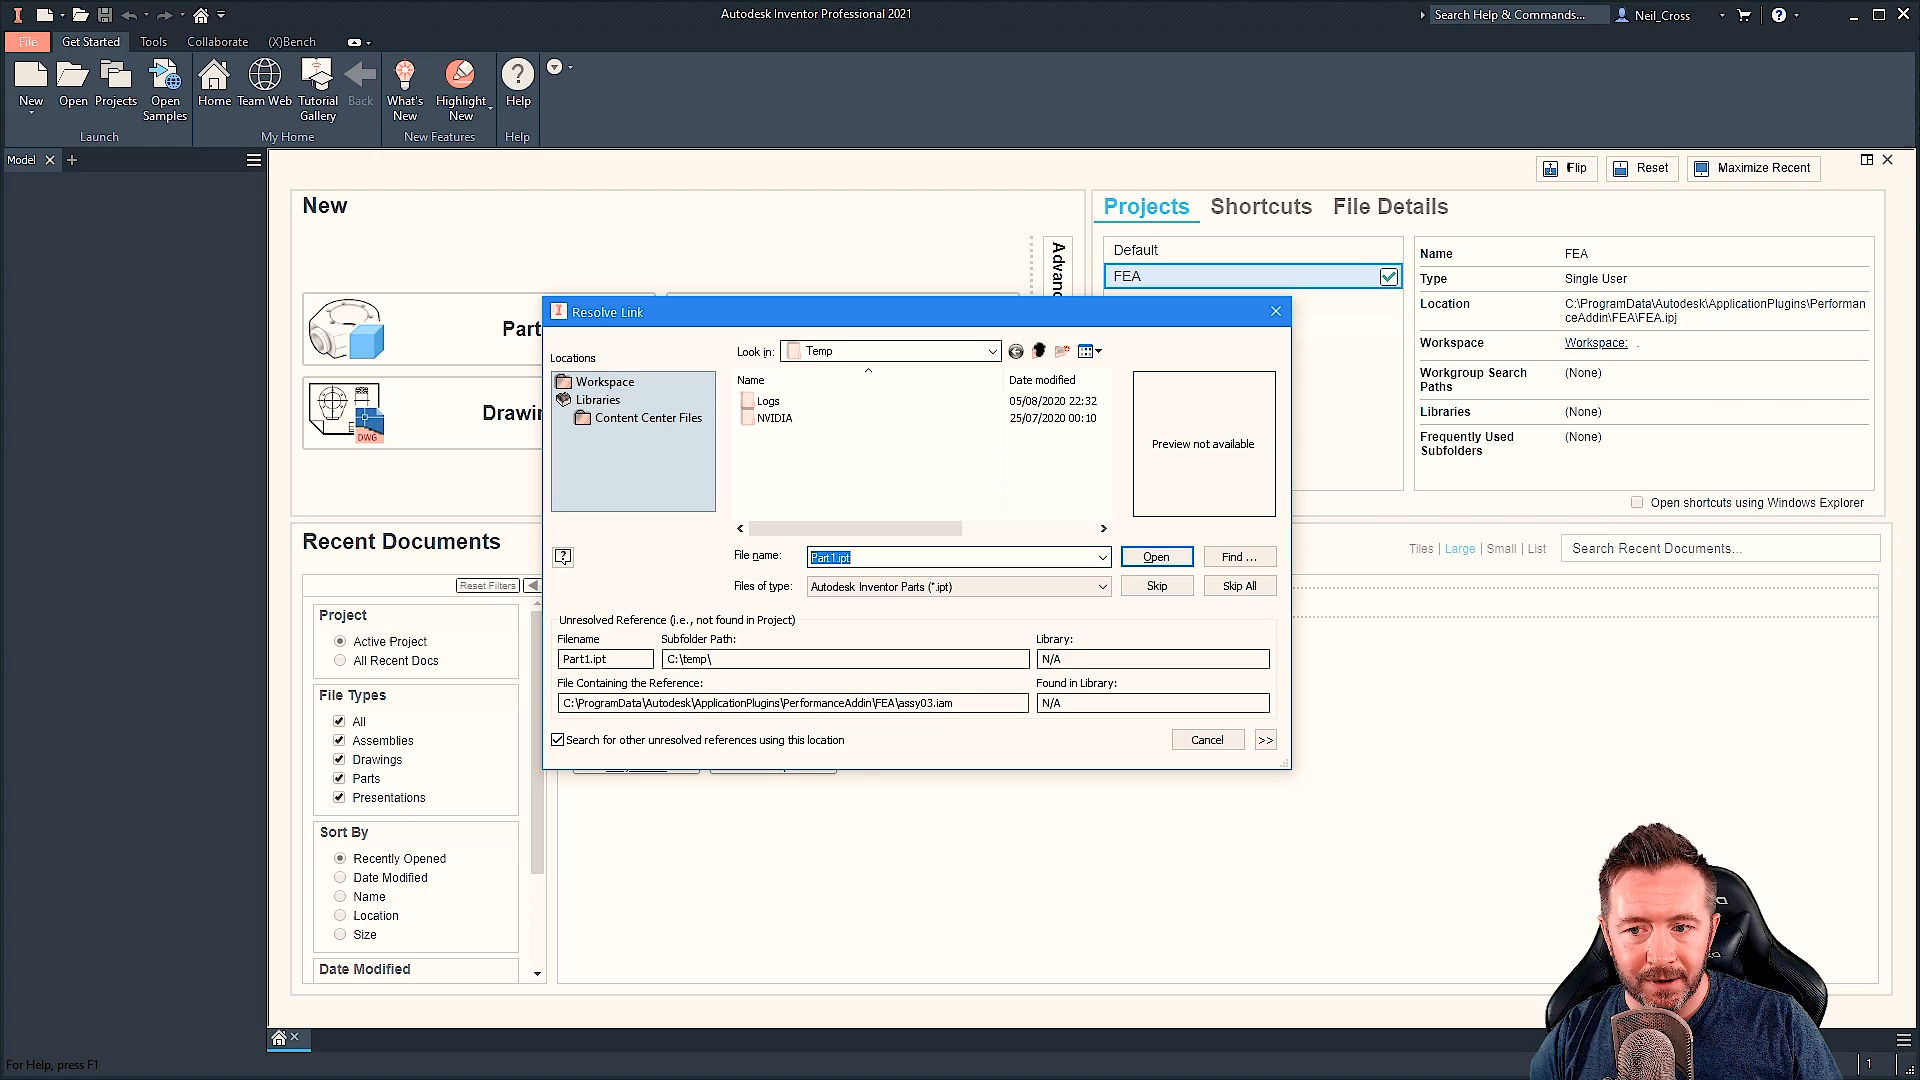 Autodesk Inventor Professional 2021
Search Help & Commands...
Neil_Cross
File
Get Started
Tools
Collaborate
(X)Bench
New
Open
Projects
Open Samples
Home
Team Web
Tutorial Gallery
Back
What's New
Highlight New
Help
Launch
My Home
New Features
Help
Model
Flip
Reset
Maximize Recent
New
Part
Drawin
DWG
Advanc
Projects
Shortcuts
File Details
Default
FEA
Name
FEA
Type
Single User
Location
C:\ProgramData\Autodesk\ApplicationPlugins\Performan
ceAddin\FEA\FEA.ipj
Workspace
Workspace: .
Workgroup Search
Paths
(None)
Libraries
(None)
Frequently Used
Subfolders
(None)
Open shortcuts using Windows Explorer
Resolve Link
Locations
Workspace
Libraries
Content Center Files
Look in:
Temp
Name
Date modified
Logs
05/08/2020 22:32
NVIDIA
25/07/2020 00:10
Preview not available
File name:
Part1.ipt
Open
Find ...
Files of type:
Autodesk Inventor Parts (*.ipt)
Skip
Skip All
Unresolved Reference (i.e., not found in Project)
Filename
Subfolder Path:
Library:
Part1.ipt
C:\temp\
N/A
File Containing the Reference:
Found in Library:
C:\ProgramData\Autodesk\ApplicationPlugins\PerformanceAddin\FEA\assy03.iam
N/A
Search for other unresolved references using this location
Cancel
>>
Recent Documents
Tiles | Large | Small | List
Search Recent Documents...
Reset Filters
Project
Active Project
All Recent Docs
File Types
All
Assemblies
Drawings
Parts
Presentations
Sort By
Recently Opened
Date Modified
Name
Location
Size
Date Modified
For Help, press F1
1